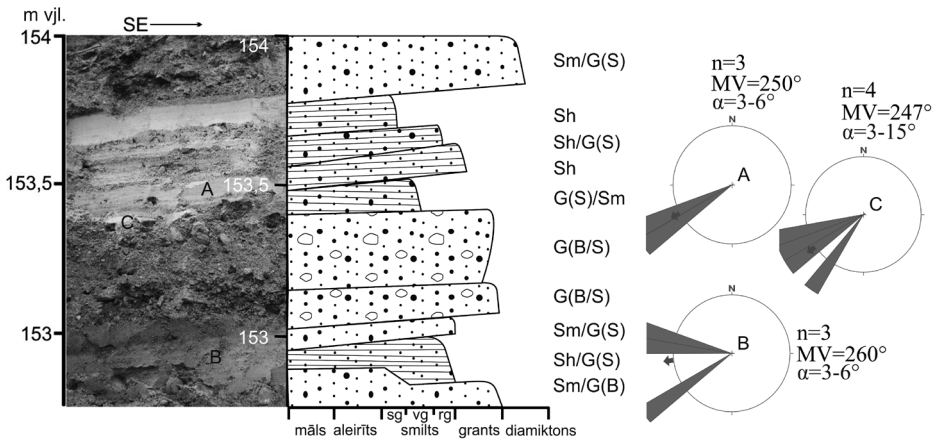 m vjl.
SE
154
154
153,5
153,5
A
C
153
153
B
Sm/G(S)
Sh
Sh/G(S)
Sh
G(S)/Sm
G(B/S)
G(B/S)
Sm/G(S)
Sh/G(S)
Sm/G(B)
sg vg rg
māls aleirīts smilts grants diamiktons
n=3
MV=250°
α=3-6°
N
A
n=4
MV=247°
α=3-15°
N
C
N
B
n=3
MV=260°
α=3-6°